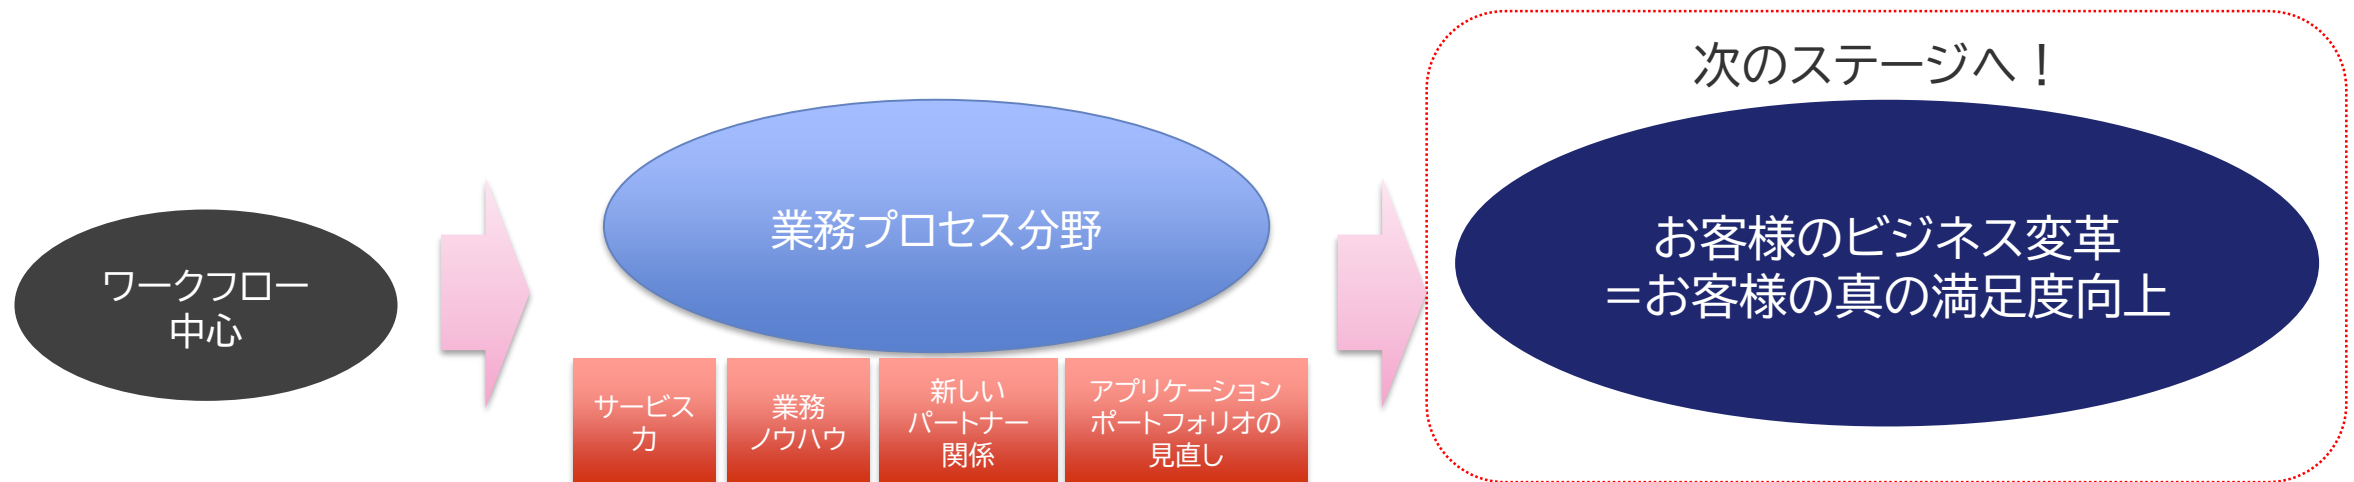 ワークフロー
中心
業務プロセス分野
サービス
力
業務
ノウハウ
新しい
パートナー
関係
アプリケーション
ポートフォリオの
見直し
次のステージへ！
お客様のビジネス変革
＝お客様の真の満足度向上